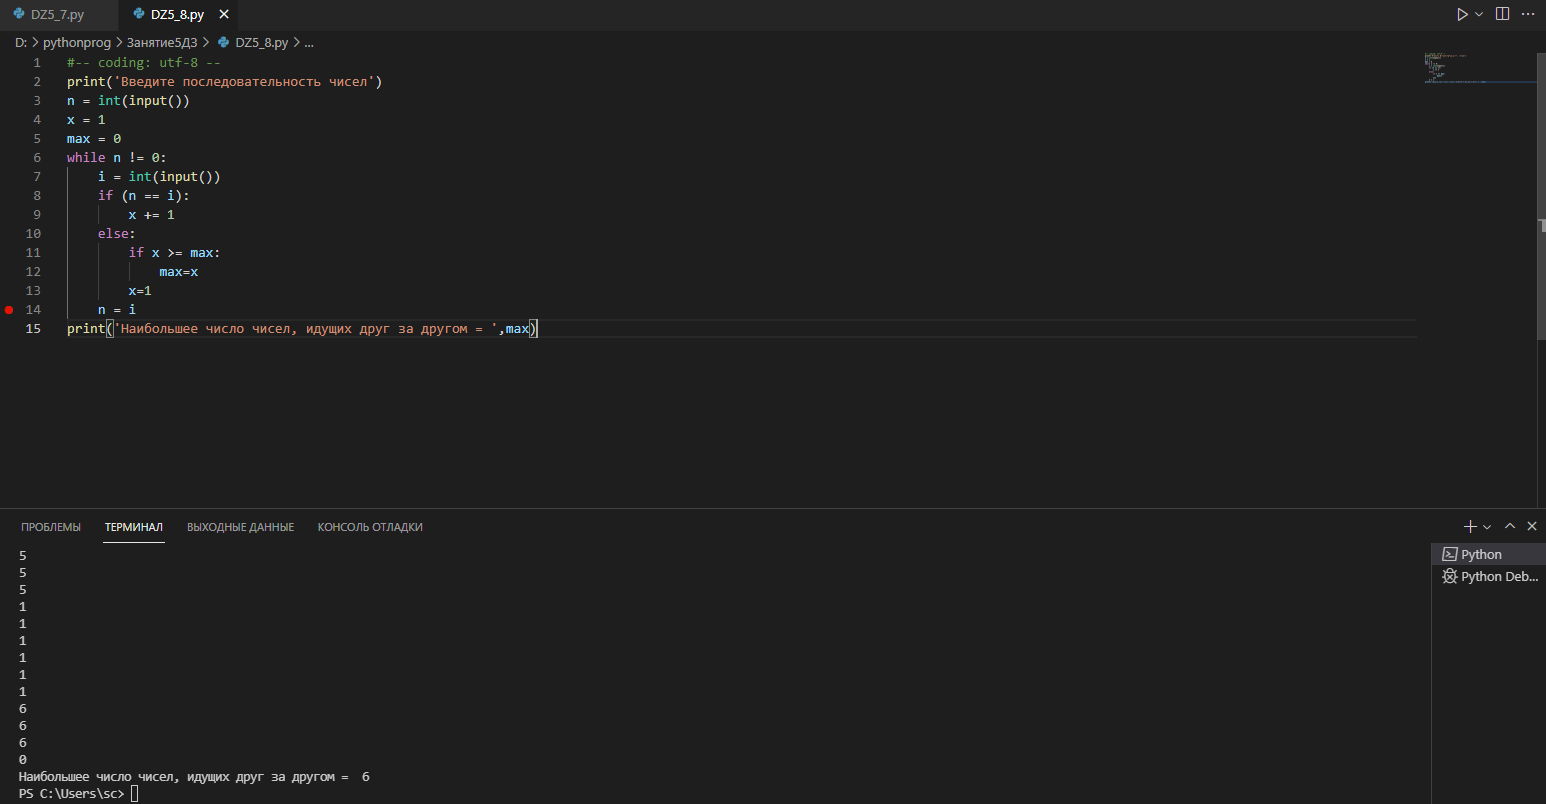 DZ5_7.py DZ5_8.py
D: > pythonprog > Занятие5ДЗ > DZ5_8.py > ...
1 #-- coding: utf-8 --
2 print('Введите последовательность чисел')
3 n = int(input())
4 x = 1
5 max = 0
6 while n != 0:
7 i = int(input())
8 if (n == i):
9 x += 1
10 else:
11 if x >= max:
12 max=x
13 x=1
14 n = i
15 print('Наибольшее число чисел, идущих друг за другом = ',max)
ПРОБЛЕМЫ ТЕРМИНАЛ ВЫХОДНЫЕ ДАННЫЕ КОНСОЛЬ ОТЛАДКИ
5
5
5
1
1
1
1
1
1
6
6
6
0
Наибольшее число чисел, идущих друг за другом =  6
PS C:\Users\sc>
Python
Python Deb...